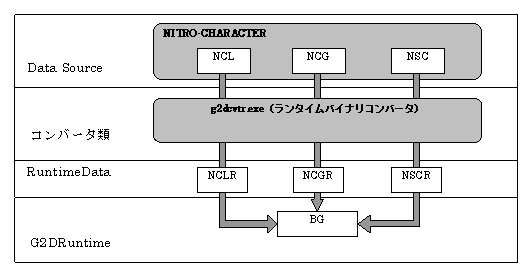 NITRO-CHARACTER
NCL
NCG
NSC
Data Source
g2dcvtr.exe（ランタイムバイナリコンバータ）
コンバータ類
RuntimeData
NCLR
NCGR
NSCR
BG
G2DRuntime